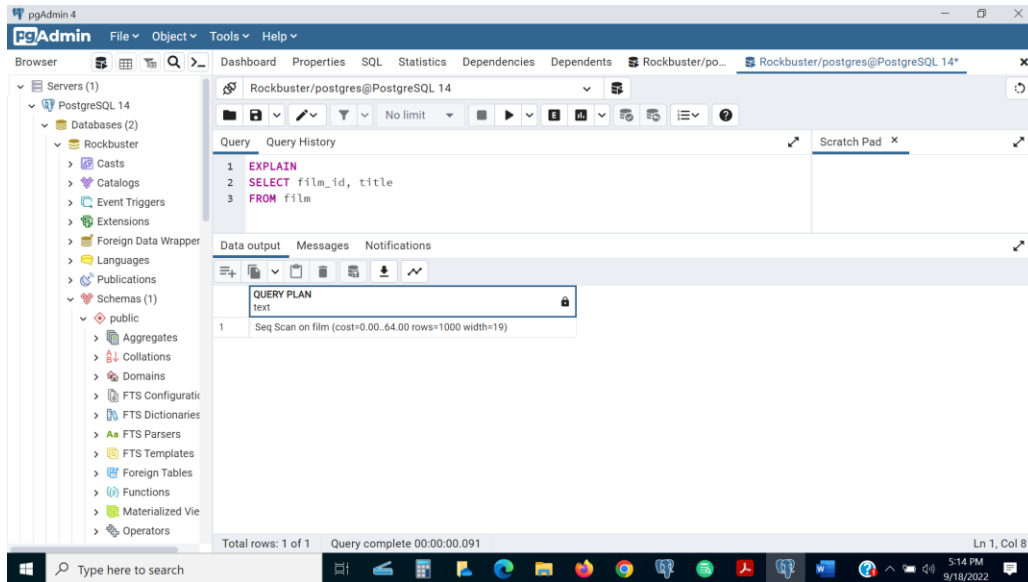 pgAdmin 4
pgAdmin File Object Tools Help
Browser
Dashboard Properties SQL Statistics Dependencies Dependents Rockbuster/po... Rockbuster/postgres@PostgreSQL 14*
Servers (1)
PostgreSQL 14
Databases (2)
Rockbuster
Casts
Catalogs
Event Triggers
Extensions
Foreign Data Wrapper
Languages
Publications
Schemas (1)
public
Aggregates
Collations
Domains
FTS Configuratic
FTS Dictionaries
FTS Parsers
FTS Templates
Foreign Tables
Functions
Materialized Vie
Operators
Rockbuster/postgres@PostgreSQL 14
No limit
Query Query History
Scratch Pad
1 EXPLAIN
2 SELECT film_id, title
3 FROM film
Data output Messages Notifications
QUERY PLAN
text
1 Seq Scan on film (cost=0.00..64.00 rows=1000 width=19)
Total rows: 1 of 1 Query complete 00:00:00.091 Ln 1, Col 8
Type here to search
5:14 PM
9/18/2022